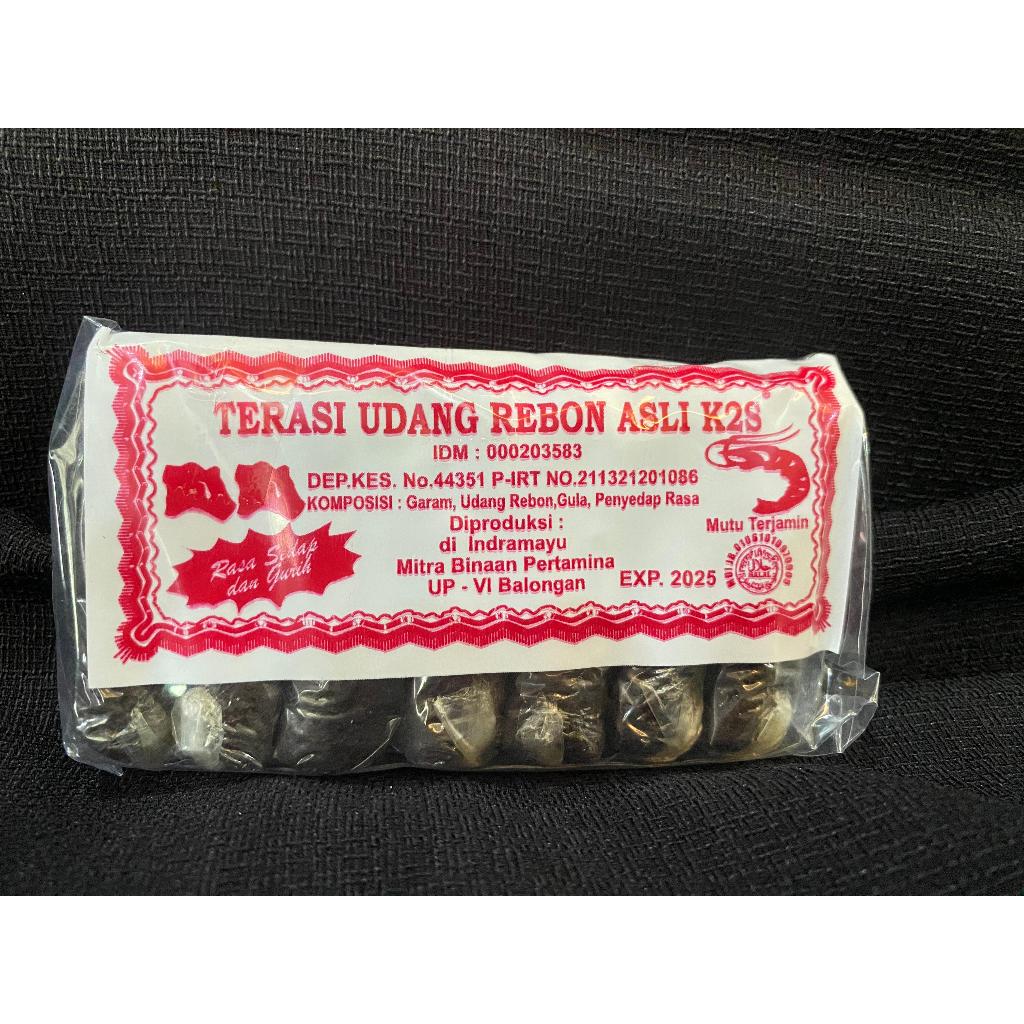 TERASI UDANG REBON ASLI K2S
IDM : 000203583
DEP.KES. No.44351 P-IRT NO.211321201086
KOMPOSISI : Garam, Udang Rebon,Gula, Penyedap Rasa
Diproduksi :
di Indramayu
Mitra Binaan Pertamina
UP - VI Balongan
EXP. 2025
Rasa Sedap
dan Gurih
Mutu Terjamin
HALAL